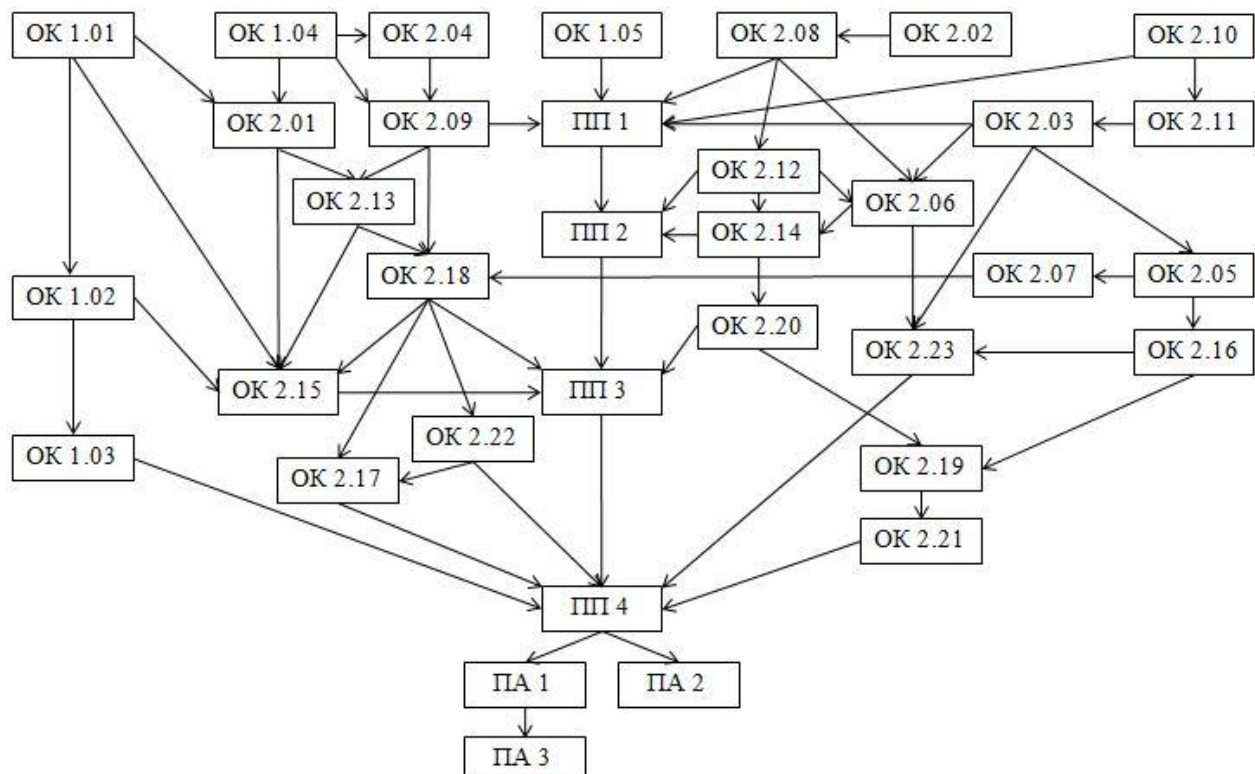 ОК 1.01
ОК 1.04
ОК 2.04
ОК 1.05
ОК 2.08
ОК 2.02
ОК 2.10
ОК 2.01
ОК 2.09
ПП 1
ОК 2.03
ОК 2.11
ОК 2.12
ОК 2.13
ОК 2.06
ПП 2
ОК 2.14
ОК 2.18
ОК 2.07
ОК 2.05
ОК 1.02
ОК 2.20
ОК 2.23
ОК 2.16
ОК 2.15
ПП 3
ОК 2.22
ОК 1.03
ОК 2.17
ОК 2.19
ОК 2.21
ПП 4
ПА 1
ПА 2
ПА 3